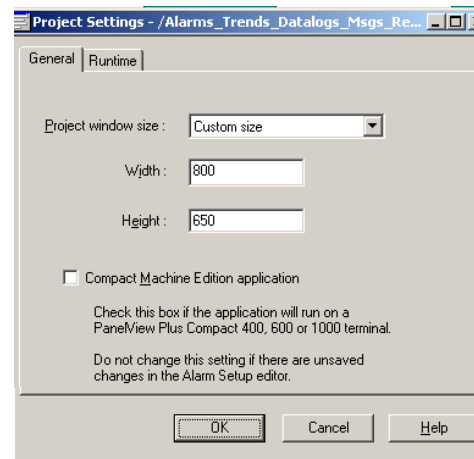 Project Settings - /Alarms_Trends_Datalogs_Msgs_Re...
General Runtime
Project window size : Custom size
Width : 800
Height : 650
Compact Machine Edition application
Check this box if the application will run on a
PanelView Plus Compact 400, 600 or 1000 terminal.
Do not change this setting if there are unsaved
changes in the Alarm Setup editor.
OK Cancel Help